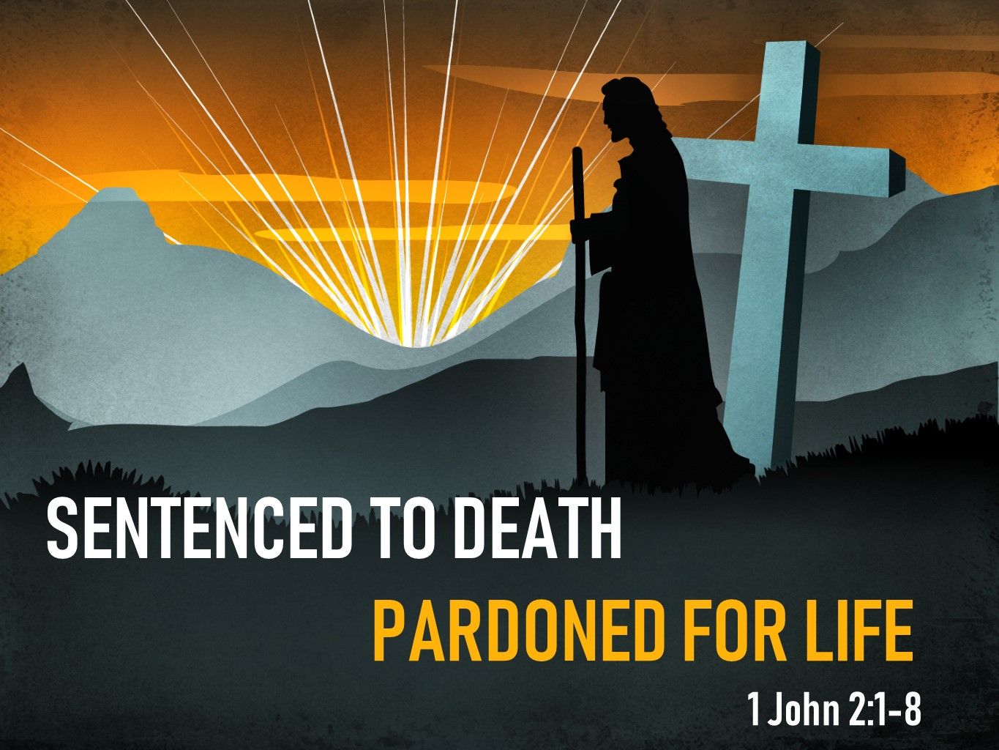 SENTENCED TO DEATH
PARDONED FOR LIFE
1 John 2:1-8